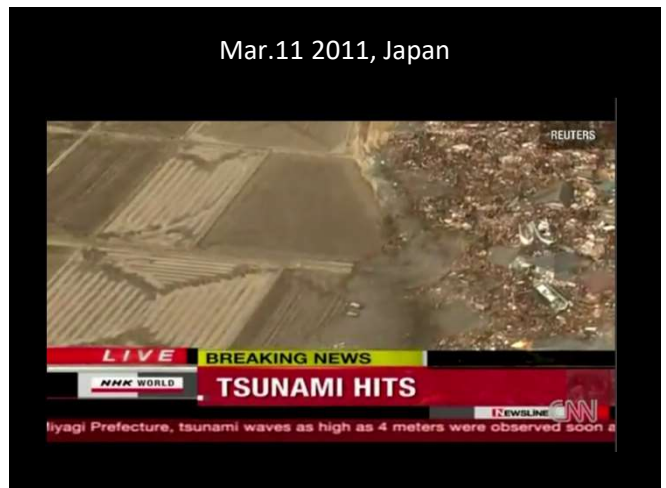 Mar.11 2011, Japan
REUTERS
LIVE BREAKING NEWS
NHK WORLD TSUNAMI HITS
NEWSLINE CNN
liyagi Prefecture, tsunami waves as high as 4 meters were observed soon a